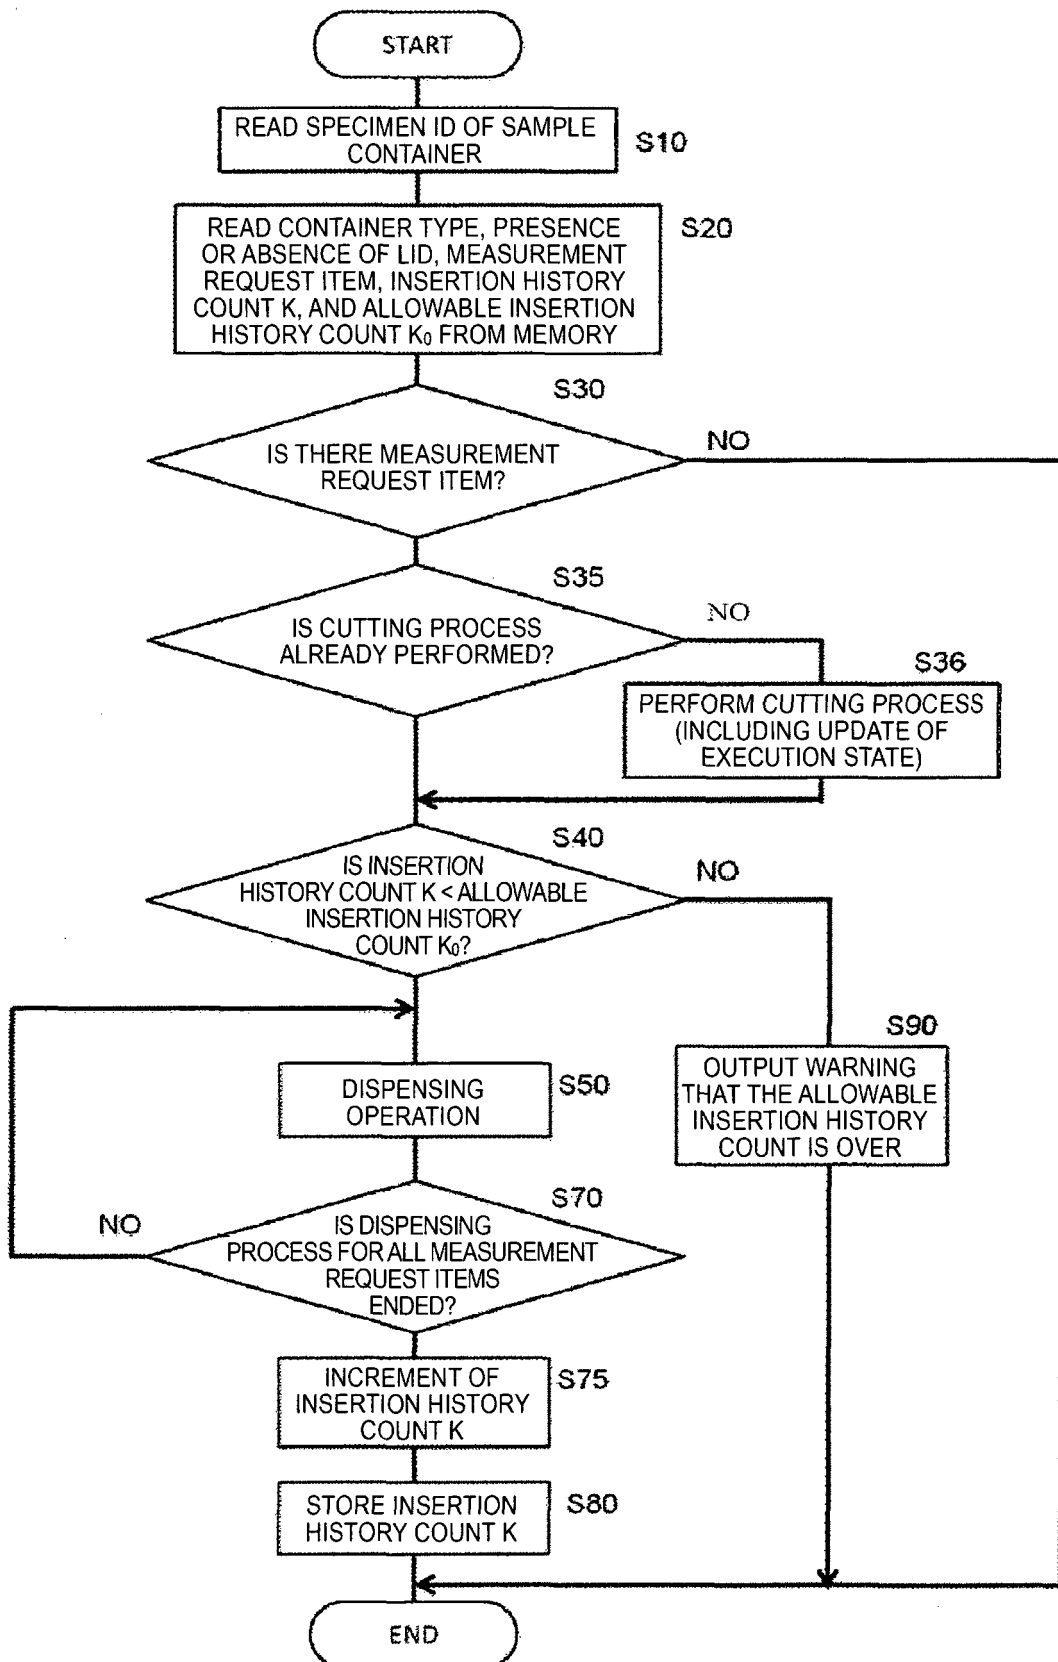 START
READ SPECIMEN ID OF SAMPLE
CONTAINER
S10
READ CONTAINER TYPE, PRESENCE
OR ABSENCE OF LID, MEASUREMENT
REQUEST ITEM, INSERTION HISTORY
COUNT K, AND ALLOWABLE INSERTION
HISTORY COUNT K₀ FROM MEMORY
S20
S30
IS THERE MEASUREMENT
REQUEST ITEM?
NO
S35
IS CUTTING PROCESS
ALREADY PERFORMED?
NO
S36
PERFORM CUTTING PROCESS
(INCLUDING UPDATE OF
EXECUTION STATE)
S40
IS INSERTION
HISTORY COUNT K < ALLOWABLE
INSERTION HISTORY
COUNT K₀?
NO
S90
OUTPUT WARNING
THAT THE ALLOWABLE
INSERTION HISTORY
COUNT IS OVER
DISPENSING
OPERATION
S50
S70
IS DISPENSING
PROCESS FOR ALL MEASUREMENT
REQUEST ITEMS
ENDED?
NO
INCREMENT OF
INSERTION HISTORY
COUNT K
S75
STORE INSERTION
HISTORY COUNT K
S80
END